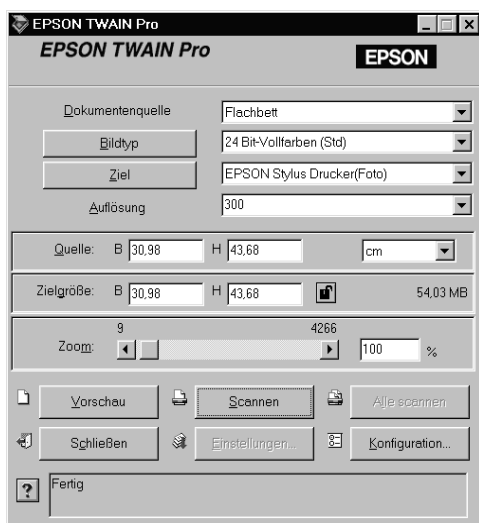 EPSON TWAIN Pro
EPSON TWAIN Pro
EPSON
Dokumentenquelle Flachbett
Bildtyp 24 Bit-Vollfarben (Std)
Ziel EPSON Stylus Drucker(Foto)
Auflösung 300
Quelle: B 30,98 H 43,68 cm
Zielgröße: B 30,98 H 43,68 54,03 MB
9 4266
Zoom: 100 %
Vorschau Scannen Alle scannen
Schließen Einstellungen... Konfiguration...
? Fertig